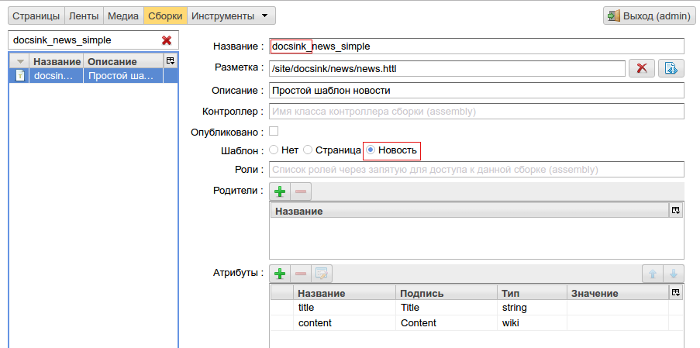 Страницы Ленты Медиа Сборки Инструменты Выход (admin)
docsink_news_simple
Название Описание
docsin... Простой ша...
Название : docsink_news_simple
Разметка : /site/docsink/news/news.httl
Описание : Простой шаблон новости
Контроллер : Имя класса контроллера сборки (assembly)
Опубликовано :
Шаблон : Нет Страница Новость
Роли : Список ролей через запятую для доступа к данной сборке (assembly)
Родители :
Название
Атрибуты :
Название Подпись Тип Значение
title Title string
content Content wiki